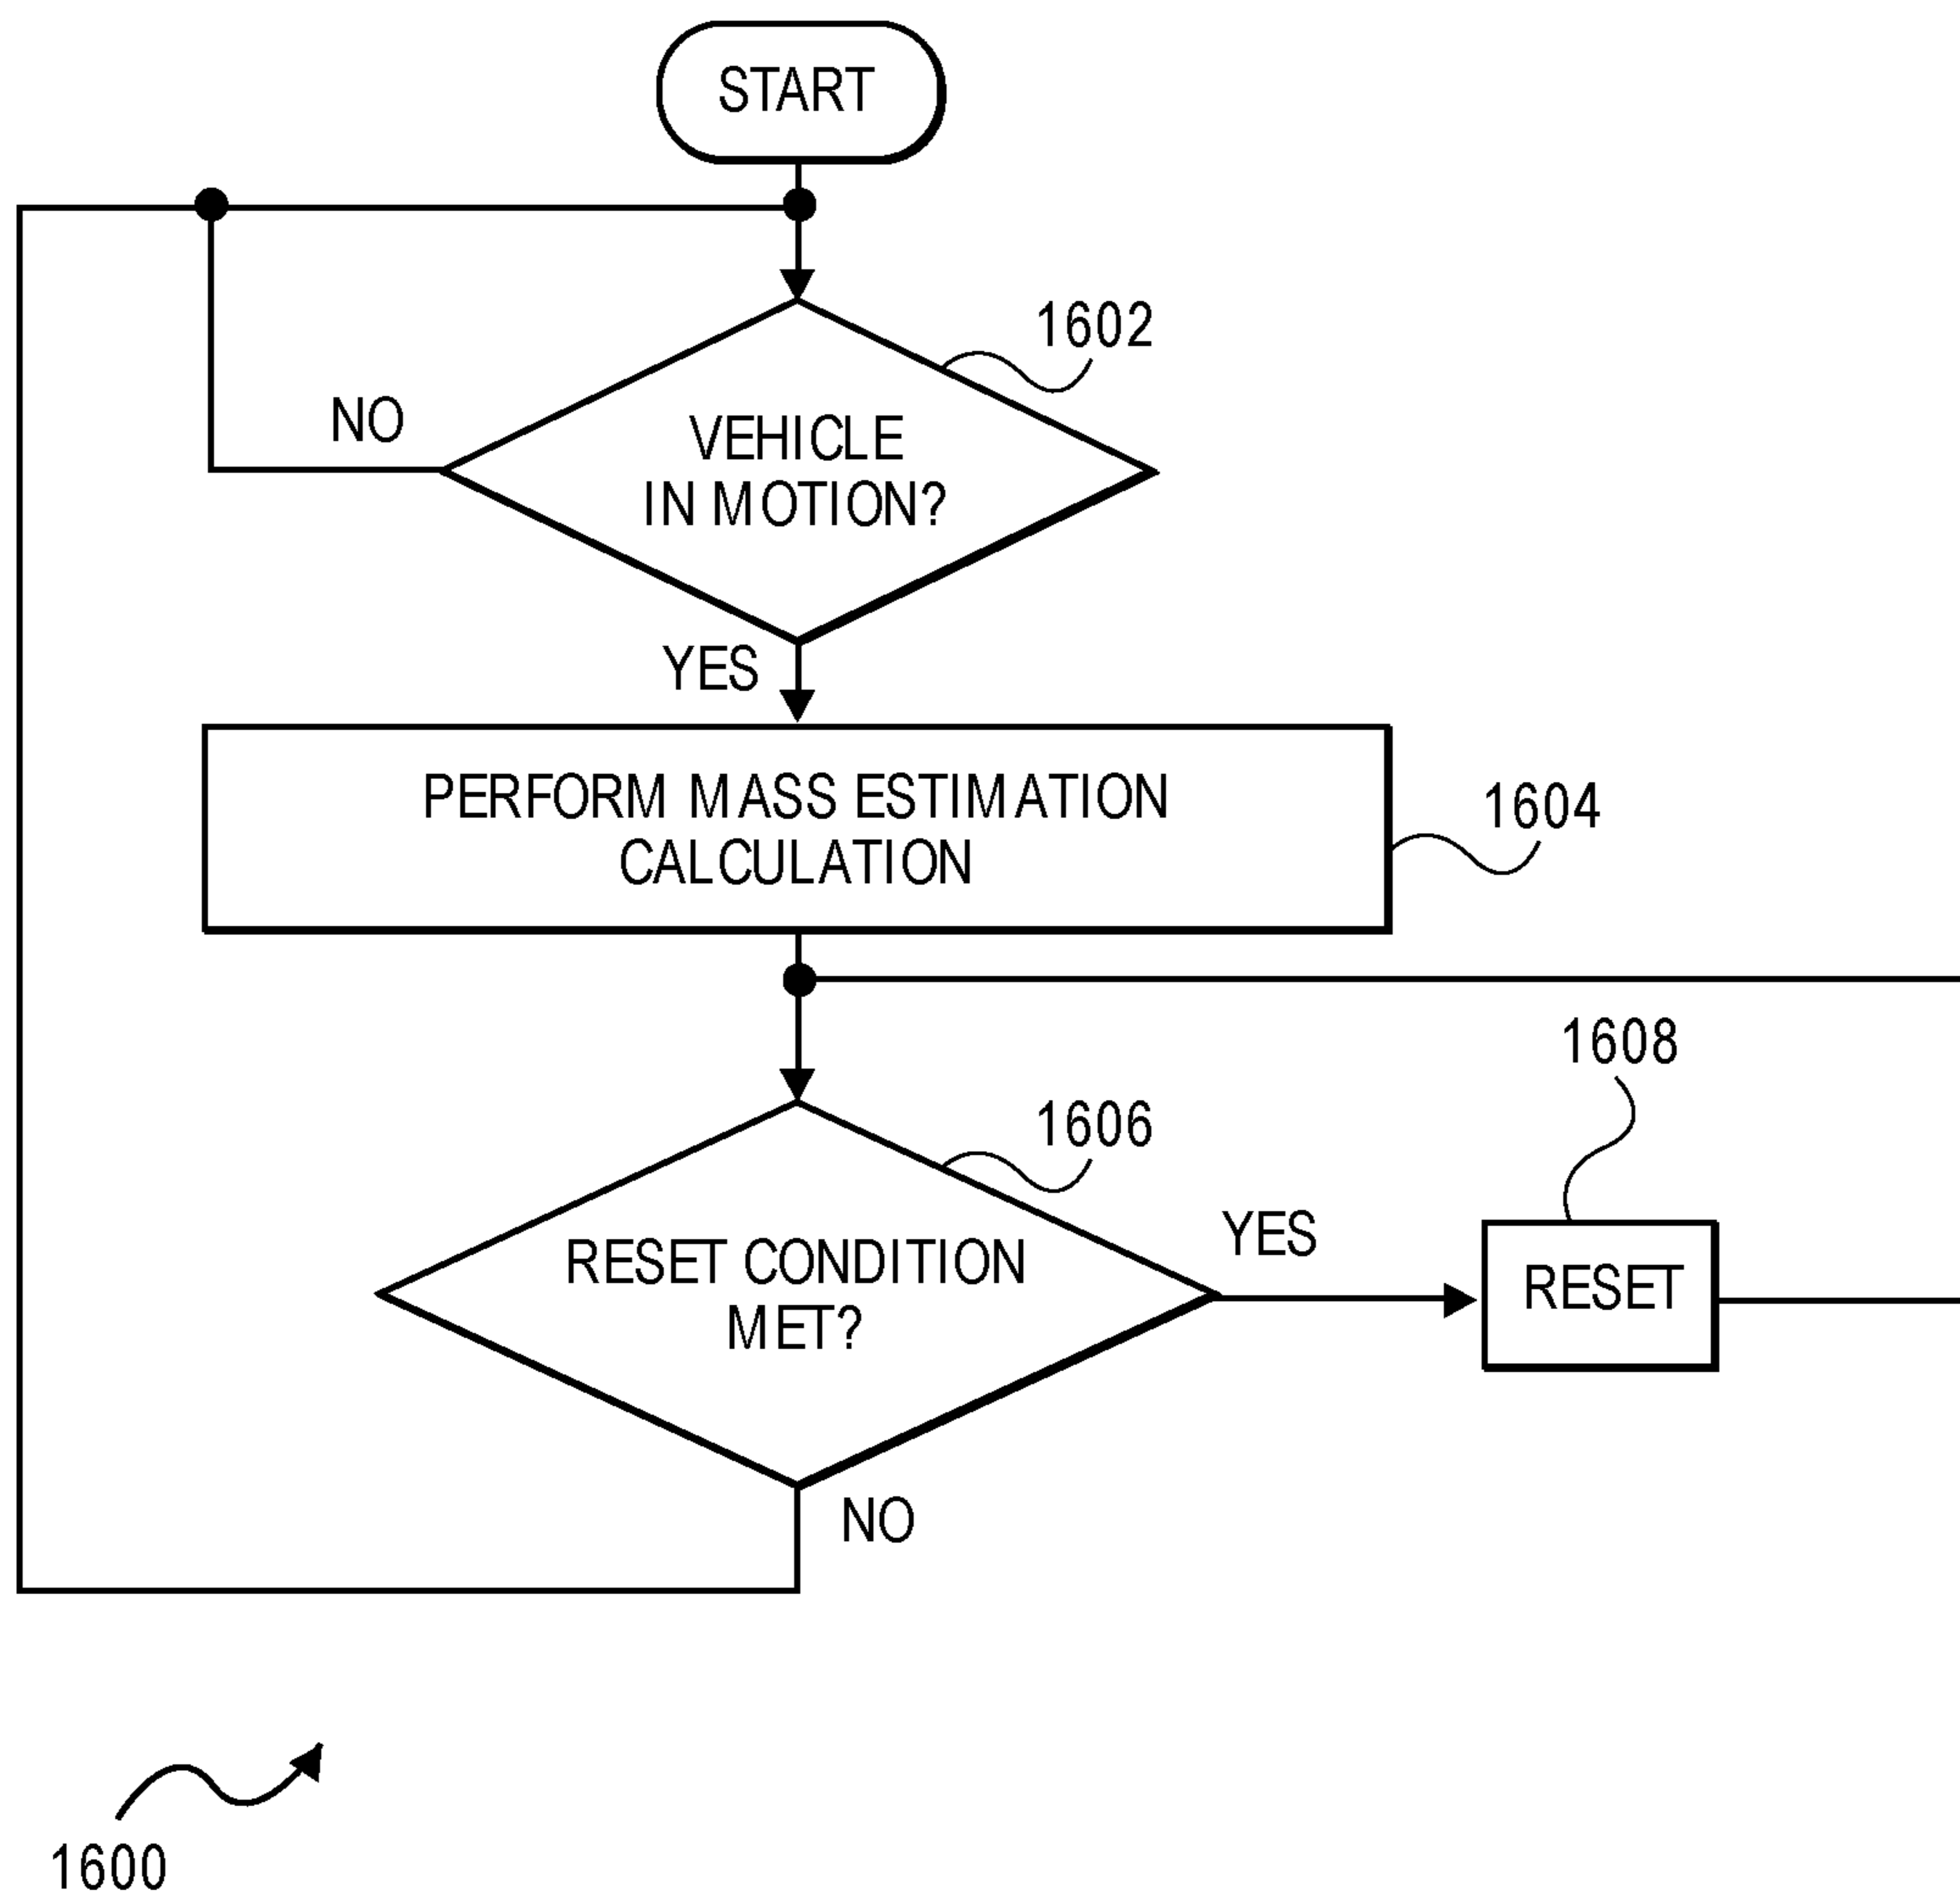 START
1602
NO
VEHICLE
IN MOTION?
YES
PERFORM MASS ESTIMATION
CALCULATION
1604
1608
1606
YES
RESET CONDITION
MET?
RESET
NO
1600